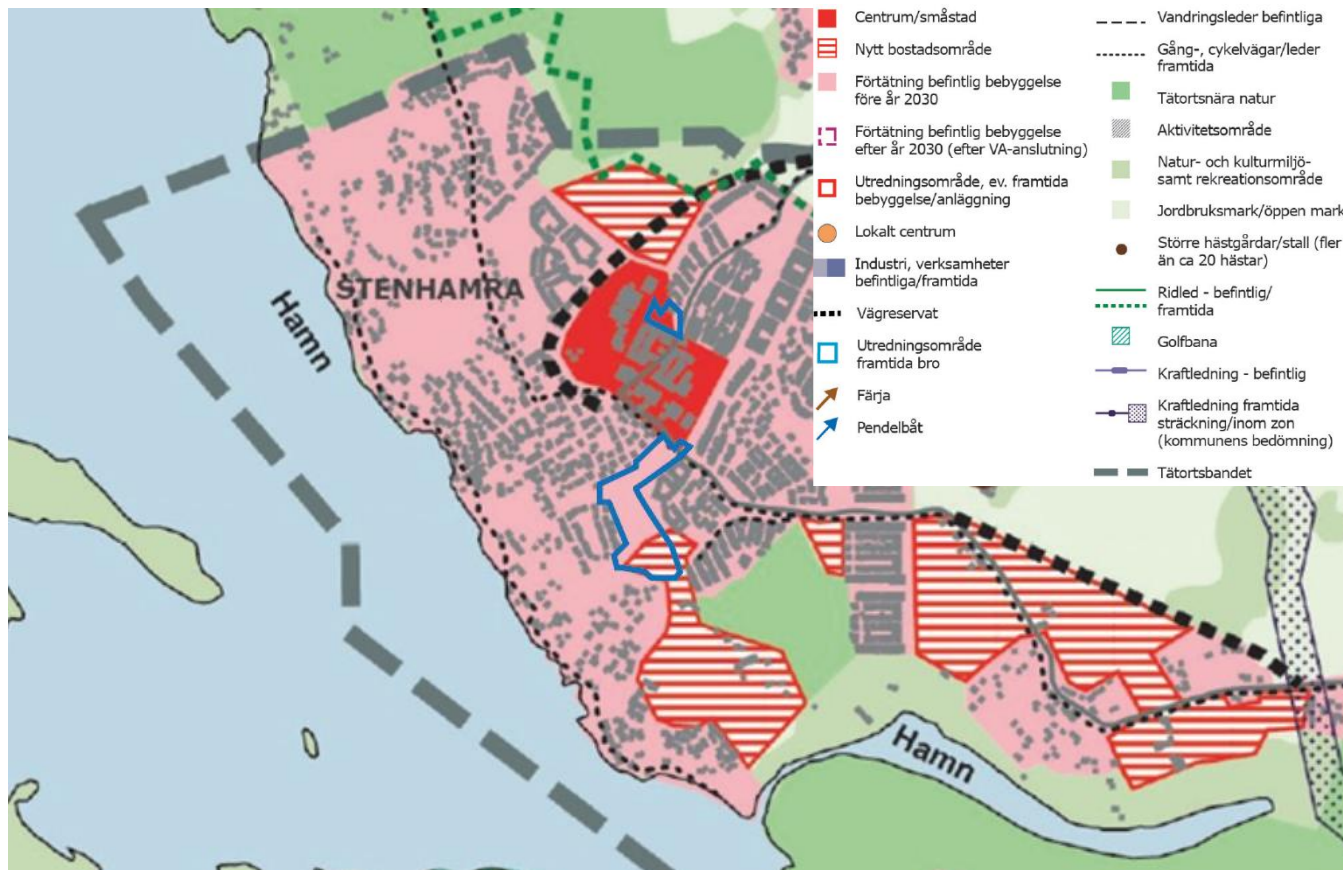 STENHAMRA
Hamn
Hamn
Centrum/småstad
Nytt bostadsområde
Förtätning befintlig bebyggelse
före år 2030
Förtätning befintlig bebyggelse
efter år 2030 (efter VA-anslutning)
Utredningsområde, ev. framtida
bebyggelse/anläggning
Lokalt centrum
Industri, verksamheter
befintliga/framtida
Vägreservat
Utredningsområde
framtida bro
Färja
Pendelbåt
Vandringsleder befintliga
Gång-, cykelvägar/leder
framtida
Tätortsnära natur
Aktivitetsområde
Natur- och kulturmiljö-
samt rekreationsområde
Jordbruksmark/öppen mark
Större hästgårdar/stall (fler
än ca 20 hästar)
Ridled - befintlig/
framtida
Golfbana
Kraftledning - befintlig
Kraftledning framtida
sträckning/inom zon
(kommunens bedömning)
Tätortsbandet